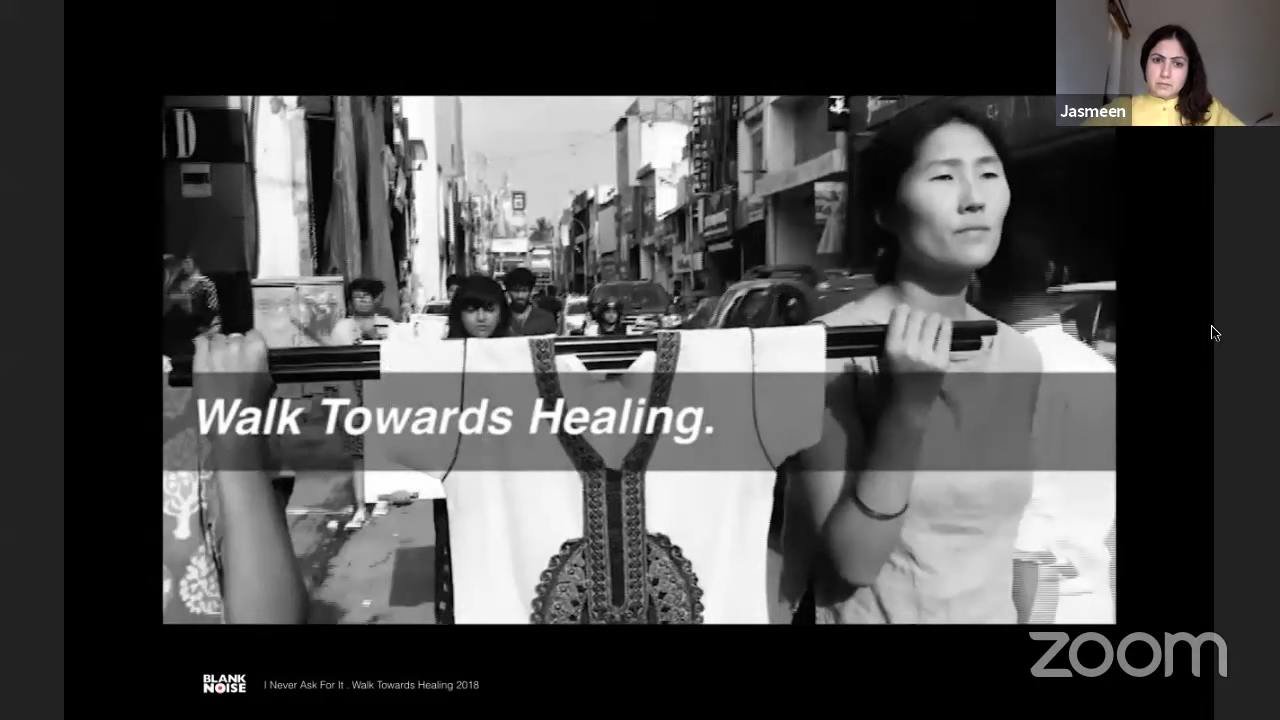 D
Jasmeen
Walk Towards Healing.
zoom
BLANK
NOISE
I Never Ask For It . Walk Towards Healing 2018